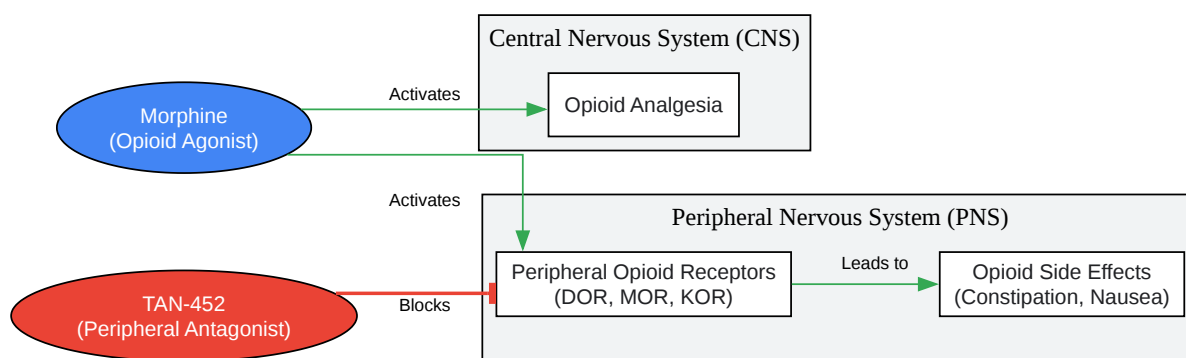 Central Nervous System (CNS)
Activates
Opioid Analgesia
Morphine
(Opioid Agonist)
Activates
Peripheral Nervous System (PNS)
Peripheral Opioid Receptors
(DOR, MOR, KOR)
Leads to
Opioid Side Effects
(Constipation, Nausea)
TAN-452
(Peripheral Antagonist)
Blocks